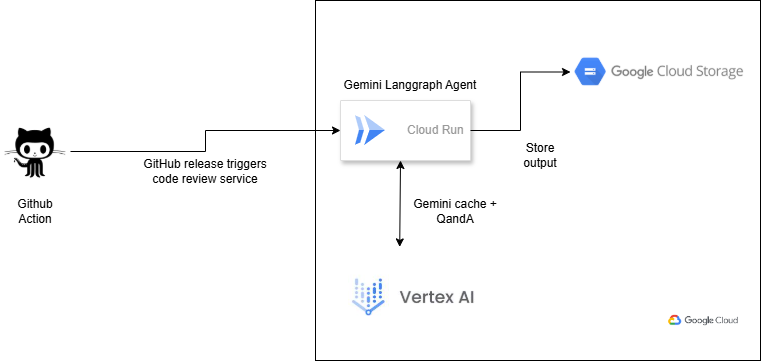 Google Cloud Storage
Gemini Langgraph Agent
Cloud Run
GitHub release triggers
code review service
Store
output
Github
Action
Gemini cache +
QandA
Vertex AI
Google Cloud